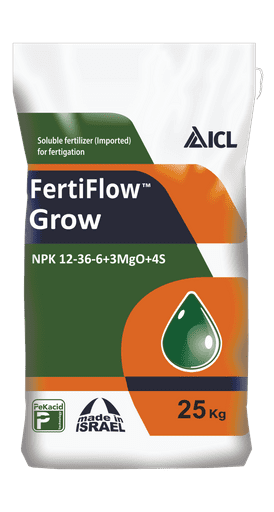 ICL
Soluble fertilizer (Imported)
for fertigation
FertiFlow™
Grow
NPK 12-36-6+3MgO+4S
PeKacid
P
made in
ISRAEL
25 Kg